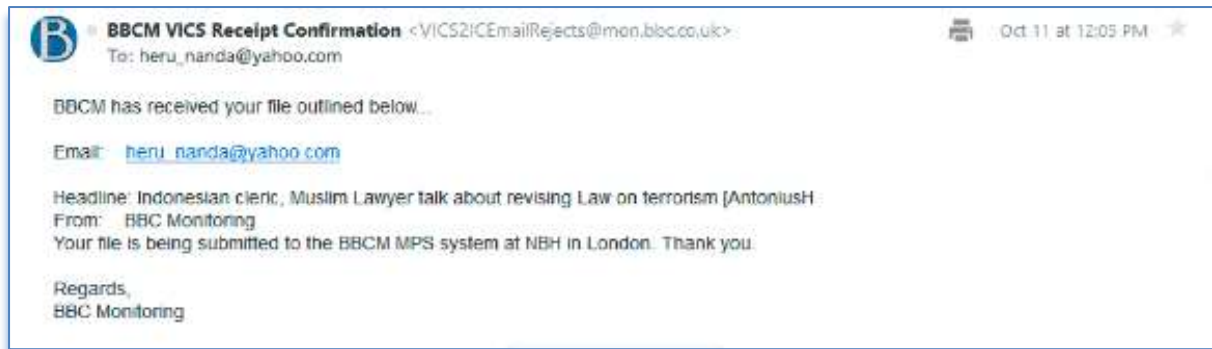 B
BBCM VICS Receipt Confirmation <VICS2ICEmailRejects@mon.bbc.co.uk>
Oct 11 at 12:05 PM
To: heru_nanda@yahoo.com
BBCM has received your file outlined below...
Email: heru_nanda@yahoo.com
Headline: Indonesian cleric, Muslim Lawyer talk about revising Law on terrorism [AntoniusH
From: BBC Monitoring
Your file is being submitted to the BBCM MPS system at NBH in London. Thank you.
Regards,
BBC Monitoring